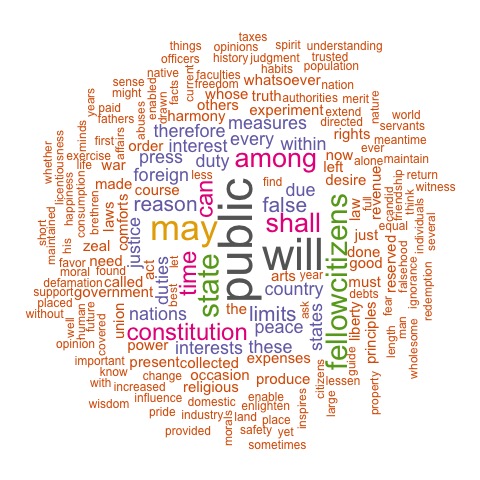 taxes
things opinions spirit understanding
officers history judgment trusted
native current faculties habits population
sense facts freedom whatsoever nation
might enabled drawn whose truth authorities merit nature
years paid abuses harmony others experiment extend
fathers therefore measures directed world
minds first affairs order interest every within rights servants
meantime
whether exercise life war press duty now left alone ever maintain
licentiousness happiness consumption laws made foreign less among desire revenue friendship return
brethren comforts course reason can find due law full candid think witness
short his zeal justice public false shall fellowcitizens just equal individuals several
maintained favor need may will done reserved falsehood
moral found act let time state arts year good
defamation called duties best country must ignorance
support government the ask debts principles man redemption
placed future union nations limits states liberty length
without human constitution peace guide fear wholesome
well covered
opinion power interests these
important present collected expenses citizens
know change occasion produce lessen
with increased religious property
influence domestic enable inspires large
wisdom enlighten
pride industry land place
morals safety yet
provided sometimes